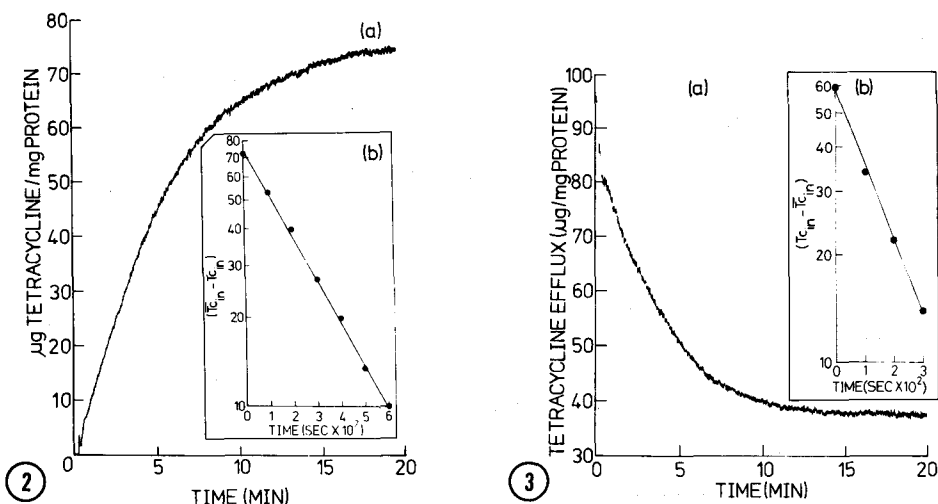 80
70
60
50
40
30
20
10
0
µg TETRACYCLINE/mg PROTEIN
(a)
80
70
60
50
40
30
20
10
(T̅c̅in - Tcin)
(b)
0 1 2 3 4 5 6
TIME (SEC X 10²)
0 5 10 15 20
TIME (MIN)
2
100
90
80
70
60
50
40
30
TETRACYCLINE EFFLUX (µg/mg PROTEIN)
(a)
60
50
40
30
20
10
(Tcin - T̅c̅in)
(b)
0 1 2 3
TIME (SEC X 10²)
0 5 10 15 20
TIME (MIN)
3